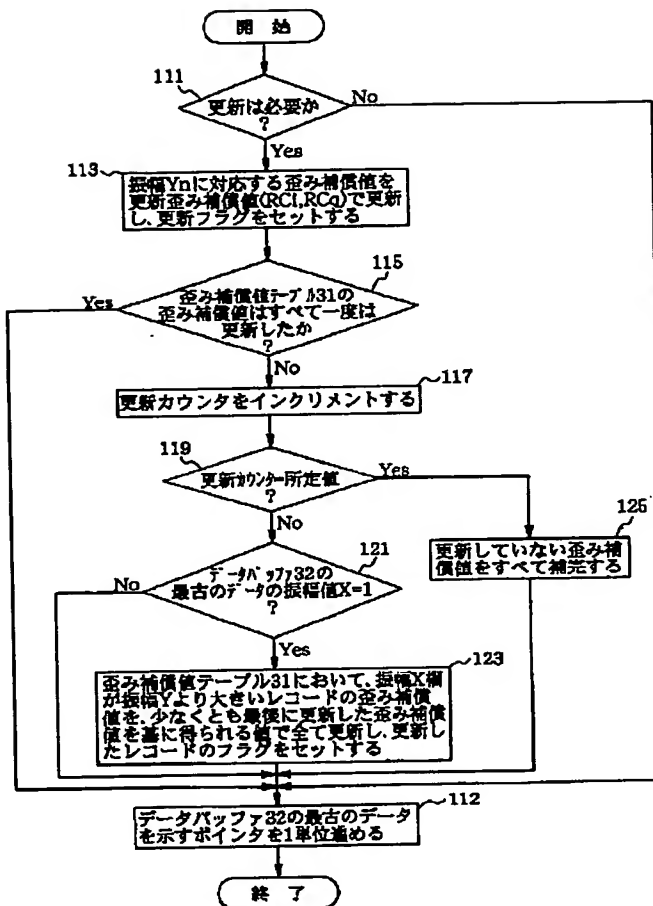 開 始
111
更新は必要か
?
No
Yes
113
振幅Ynに対応する歪み補償値を
更新歪み補償値(RCi,RCq)で更新
し、更新フラグをセットする
115
Yes
歪み補償値テーブル31の
歪み補償値はすべて一度は
更新したか
?
No
117
更新カウンタをインクリメントする
119
更新カウンター所定値
?
Yes
No
125
更新していない歪み補
償値をすべて補完する
121
No
データバッファ32の
最古のデータの振幅値X=1
?
Yes
123
歪み補償値テーブル31において、振幅X欄
が振幅Yより大きいレコードの歪み補償
値を、少なくとも最後に更新した歪み補償
値を基に得られる値で全て更新し、更新し
たレコードのフラグをセットする
112
データバッファ32の最古のデータ
を示すポインタを1単位進める
終 了